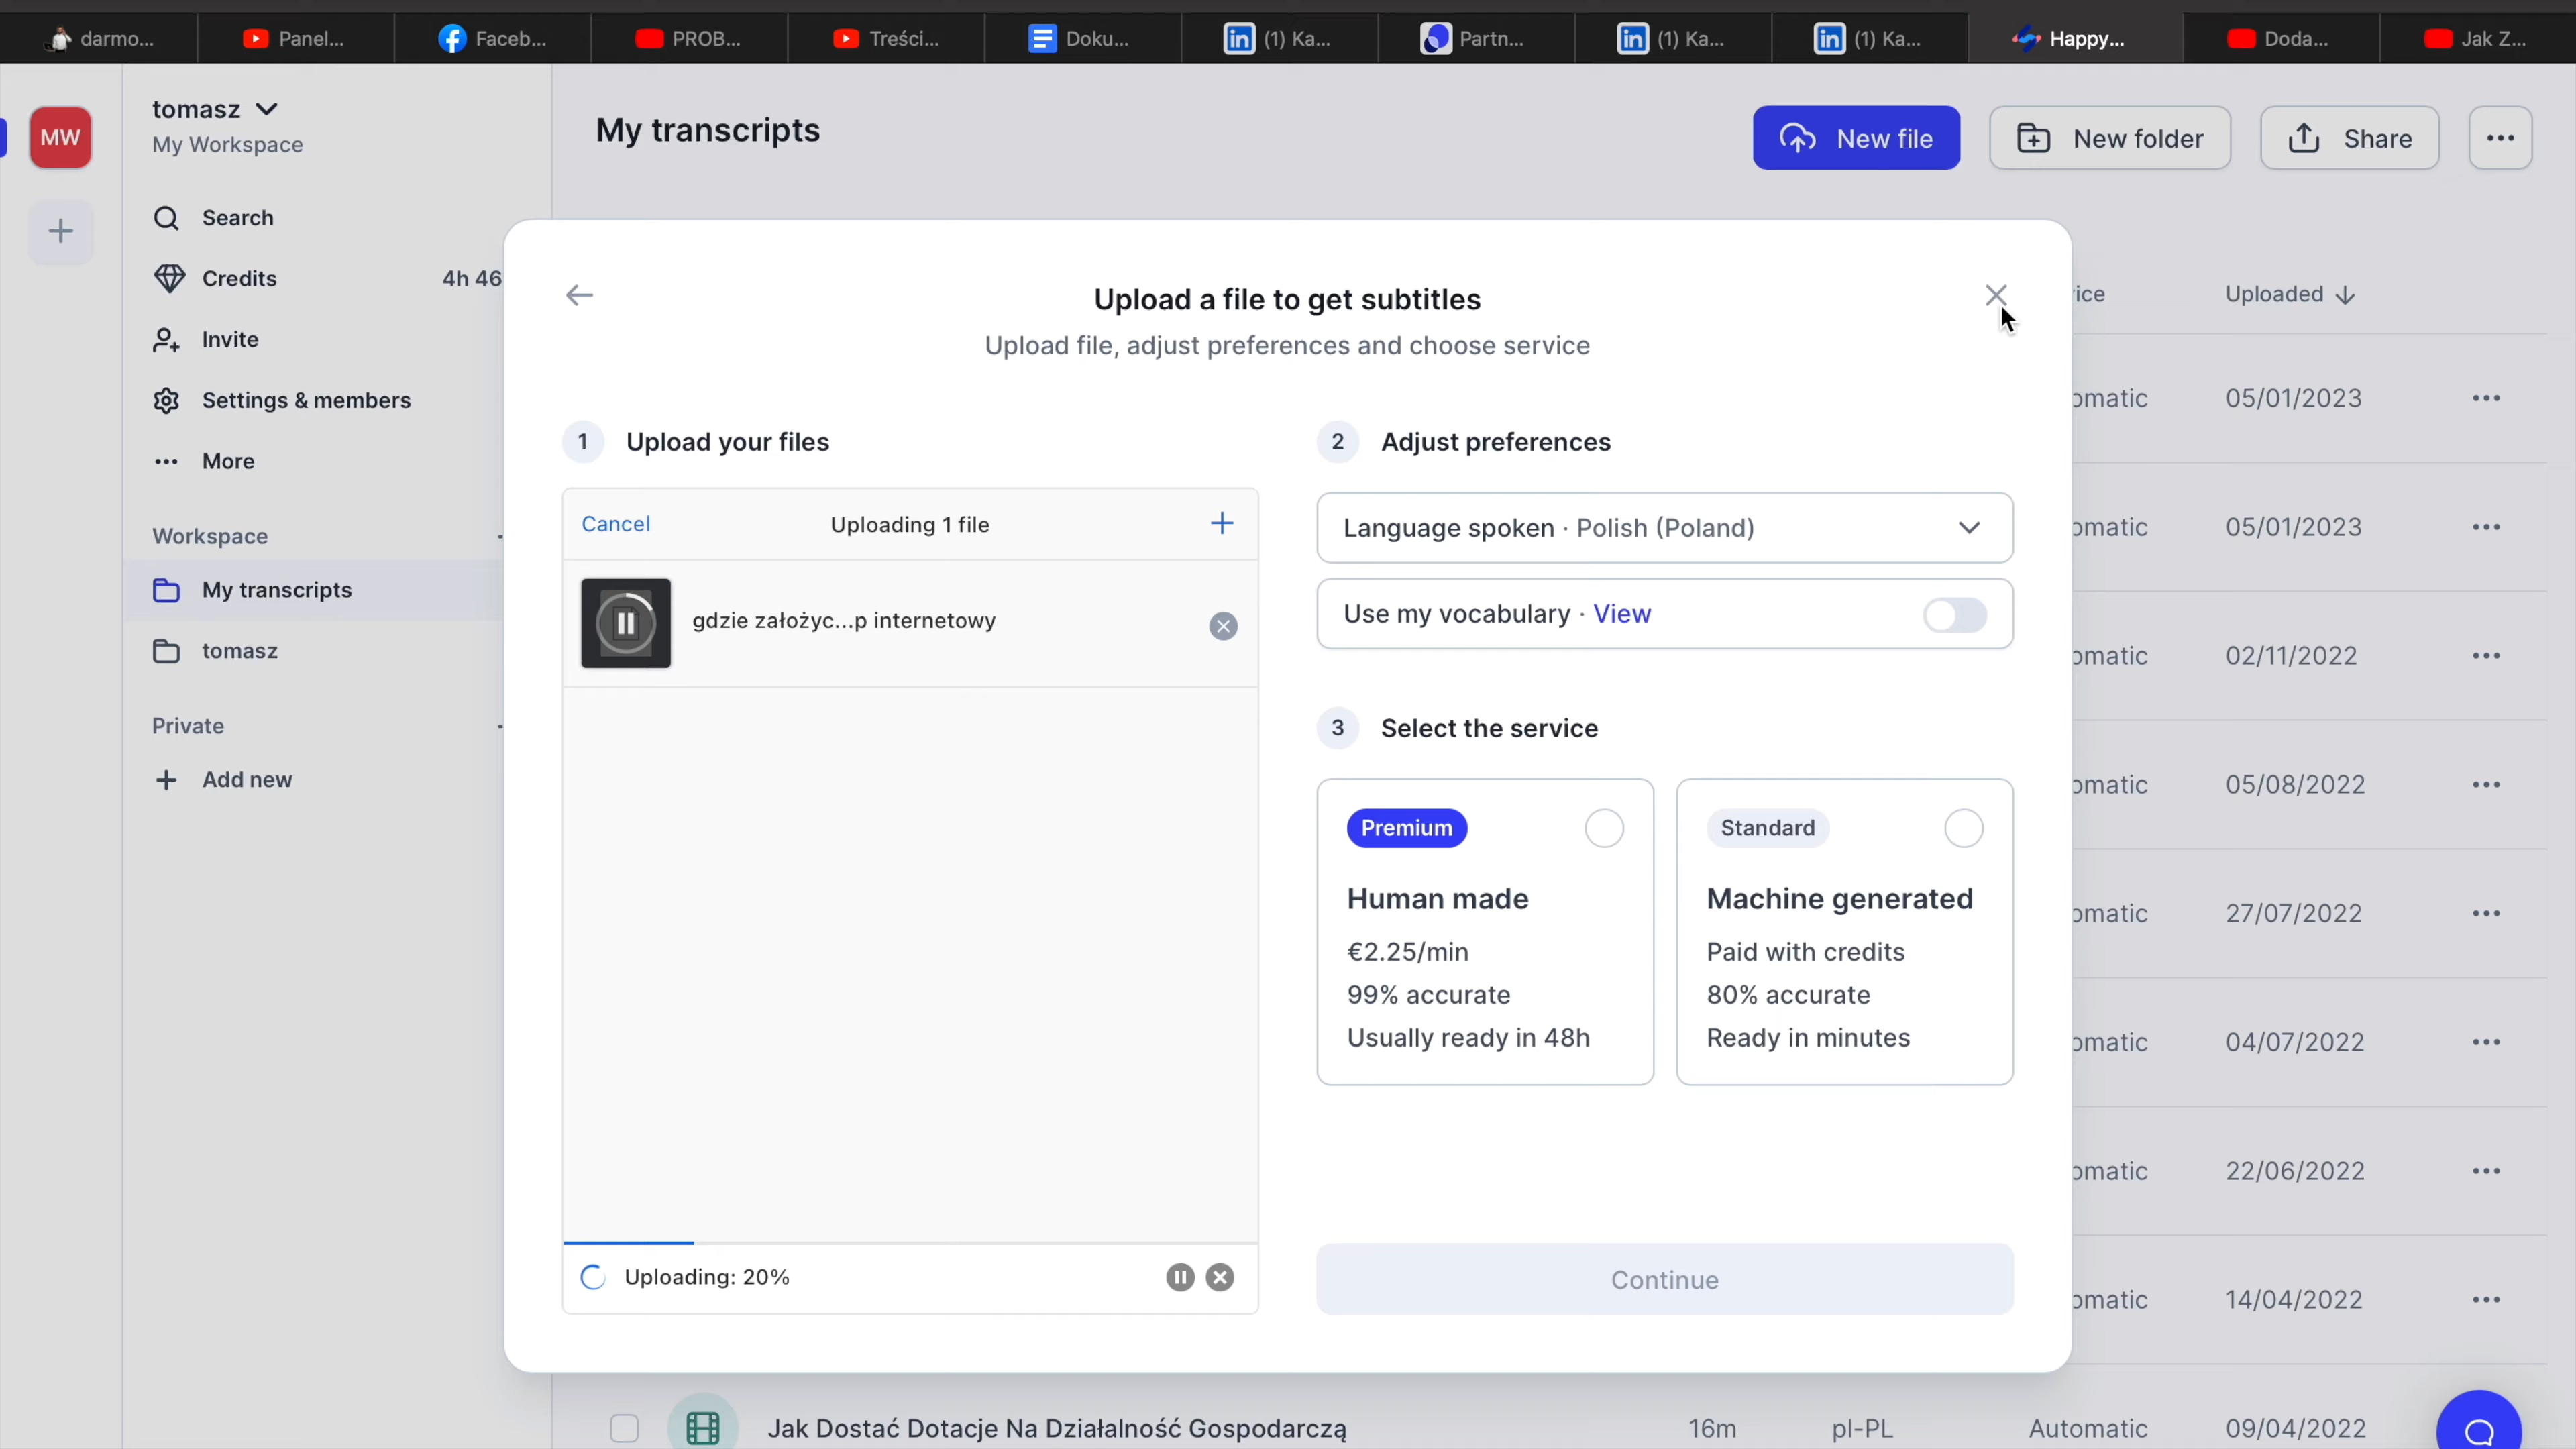 darmo...
Panel...
Faceb...
PROB...
Treści...
Doku...
(1) Ka...
Partn...
(1) Ka...
(1) Ka...
Happy...
Doda...
Jak Z...
MW
tomasz
My Workspace
My transcripts
New file
New folder
Share
Search
Credits 4h 46
Invite
Settings & members
More
Workspace
My transcripts
tomasz
Private
Add new
Upload a file to get subtitles
Upload file, adjust preferences and choose service
1 Upload your files
Cancel Uploading 1 file
gdzie założyc...p internetowy
Uploading: 20%
2 Adjust preferences
Language spoken · Polish (Poland)
Use my vocabulary · View
3 Select the service
Premium
Human made
€2.25/min
99% accurate
Usually ready in 48h
Standard
Machine generated
Paid with credits
80% accurate
Ready in minutes
Continue
ice Uploaded
omatic 05/01/2023
omatic 05/01/2023
omatic 02/11/2022
omatic 05/08/2022
omatic 27/07/2022
omatic 04/07/2022
omatic 22/06/2022
omatic 14/04/2022
Jak Dostać Dotacje Na Działalność Gospodarczą 16m pl-PL Automatic 09/04/2022